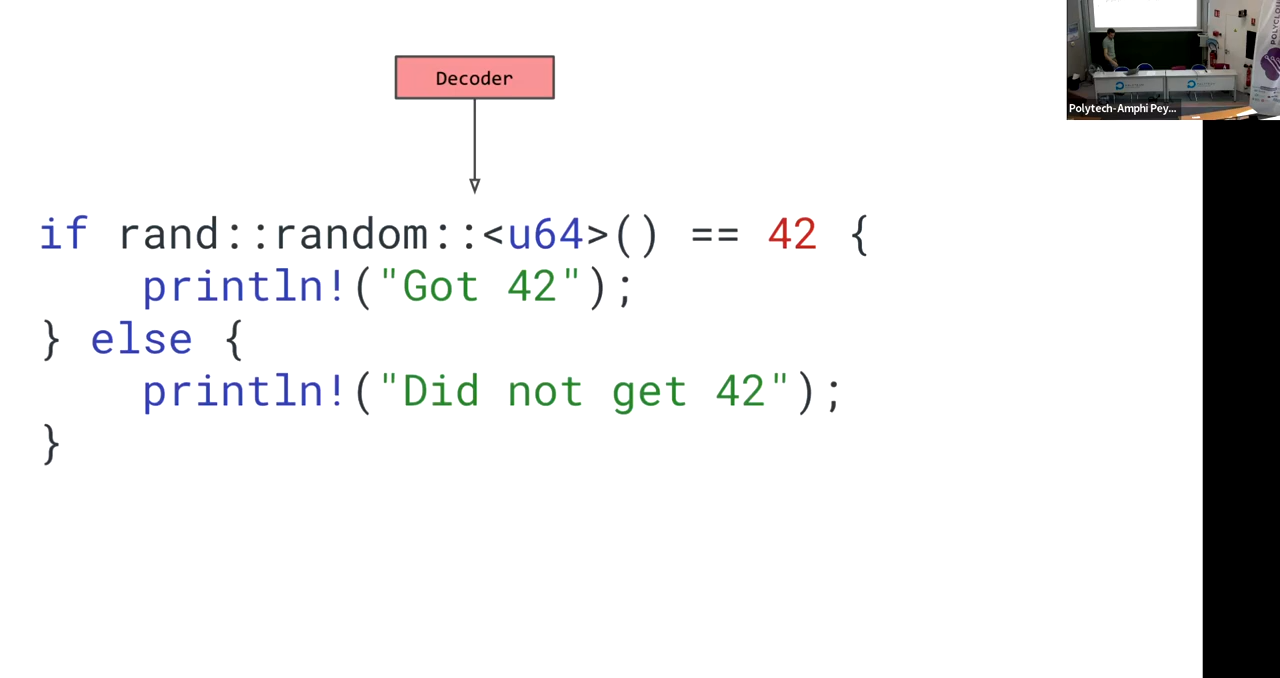 Decoder
if rand::random::<u64>() == 42 {
    println!("Got 42");
} else {
    println!("Did not get 42");
}
Polytech-Amphi Pey...